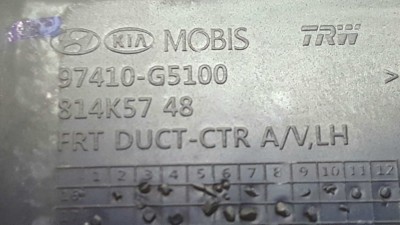 KIA MOBIS TRW
97410-G5100
814K57 48
FRT DUCT-CTR A/V,LH
1 2 3 4 5 6 7 8 9 10 11 12